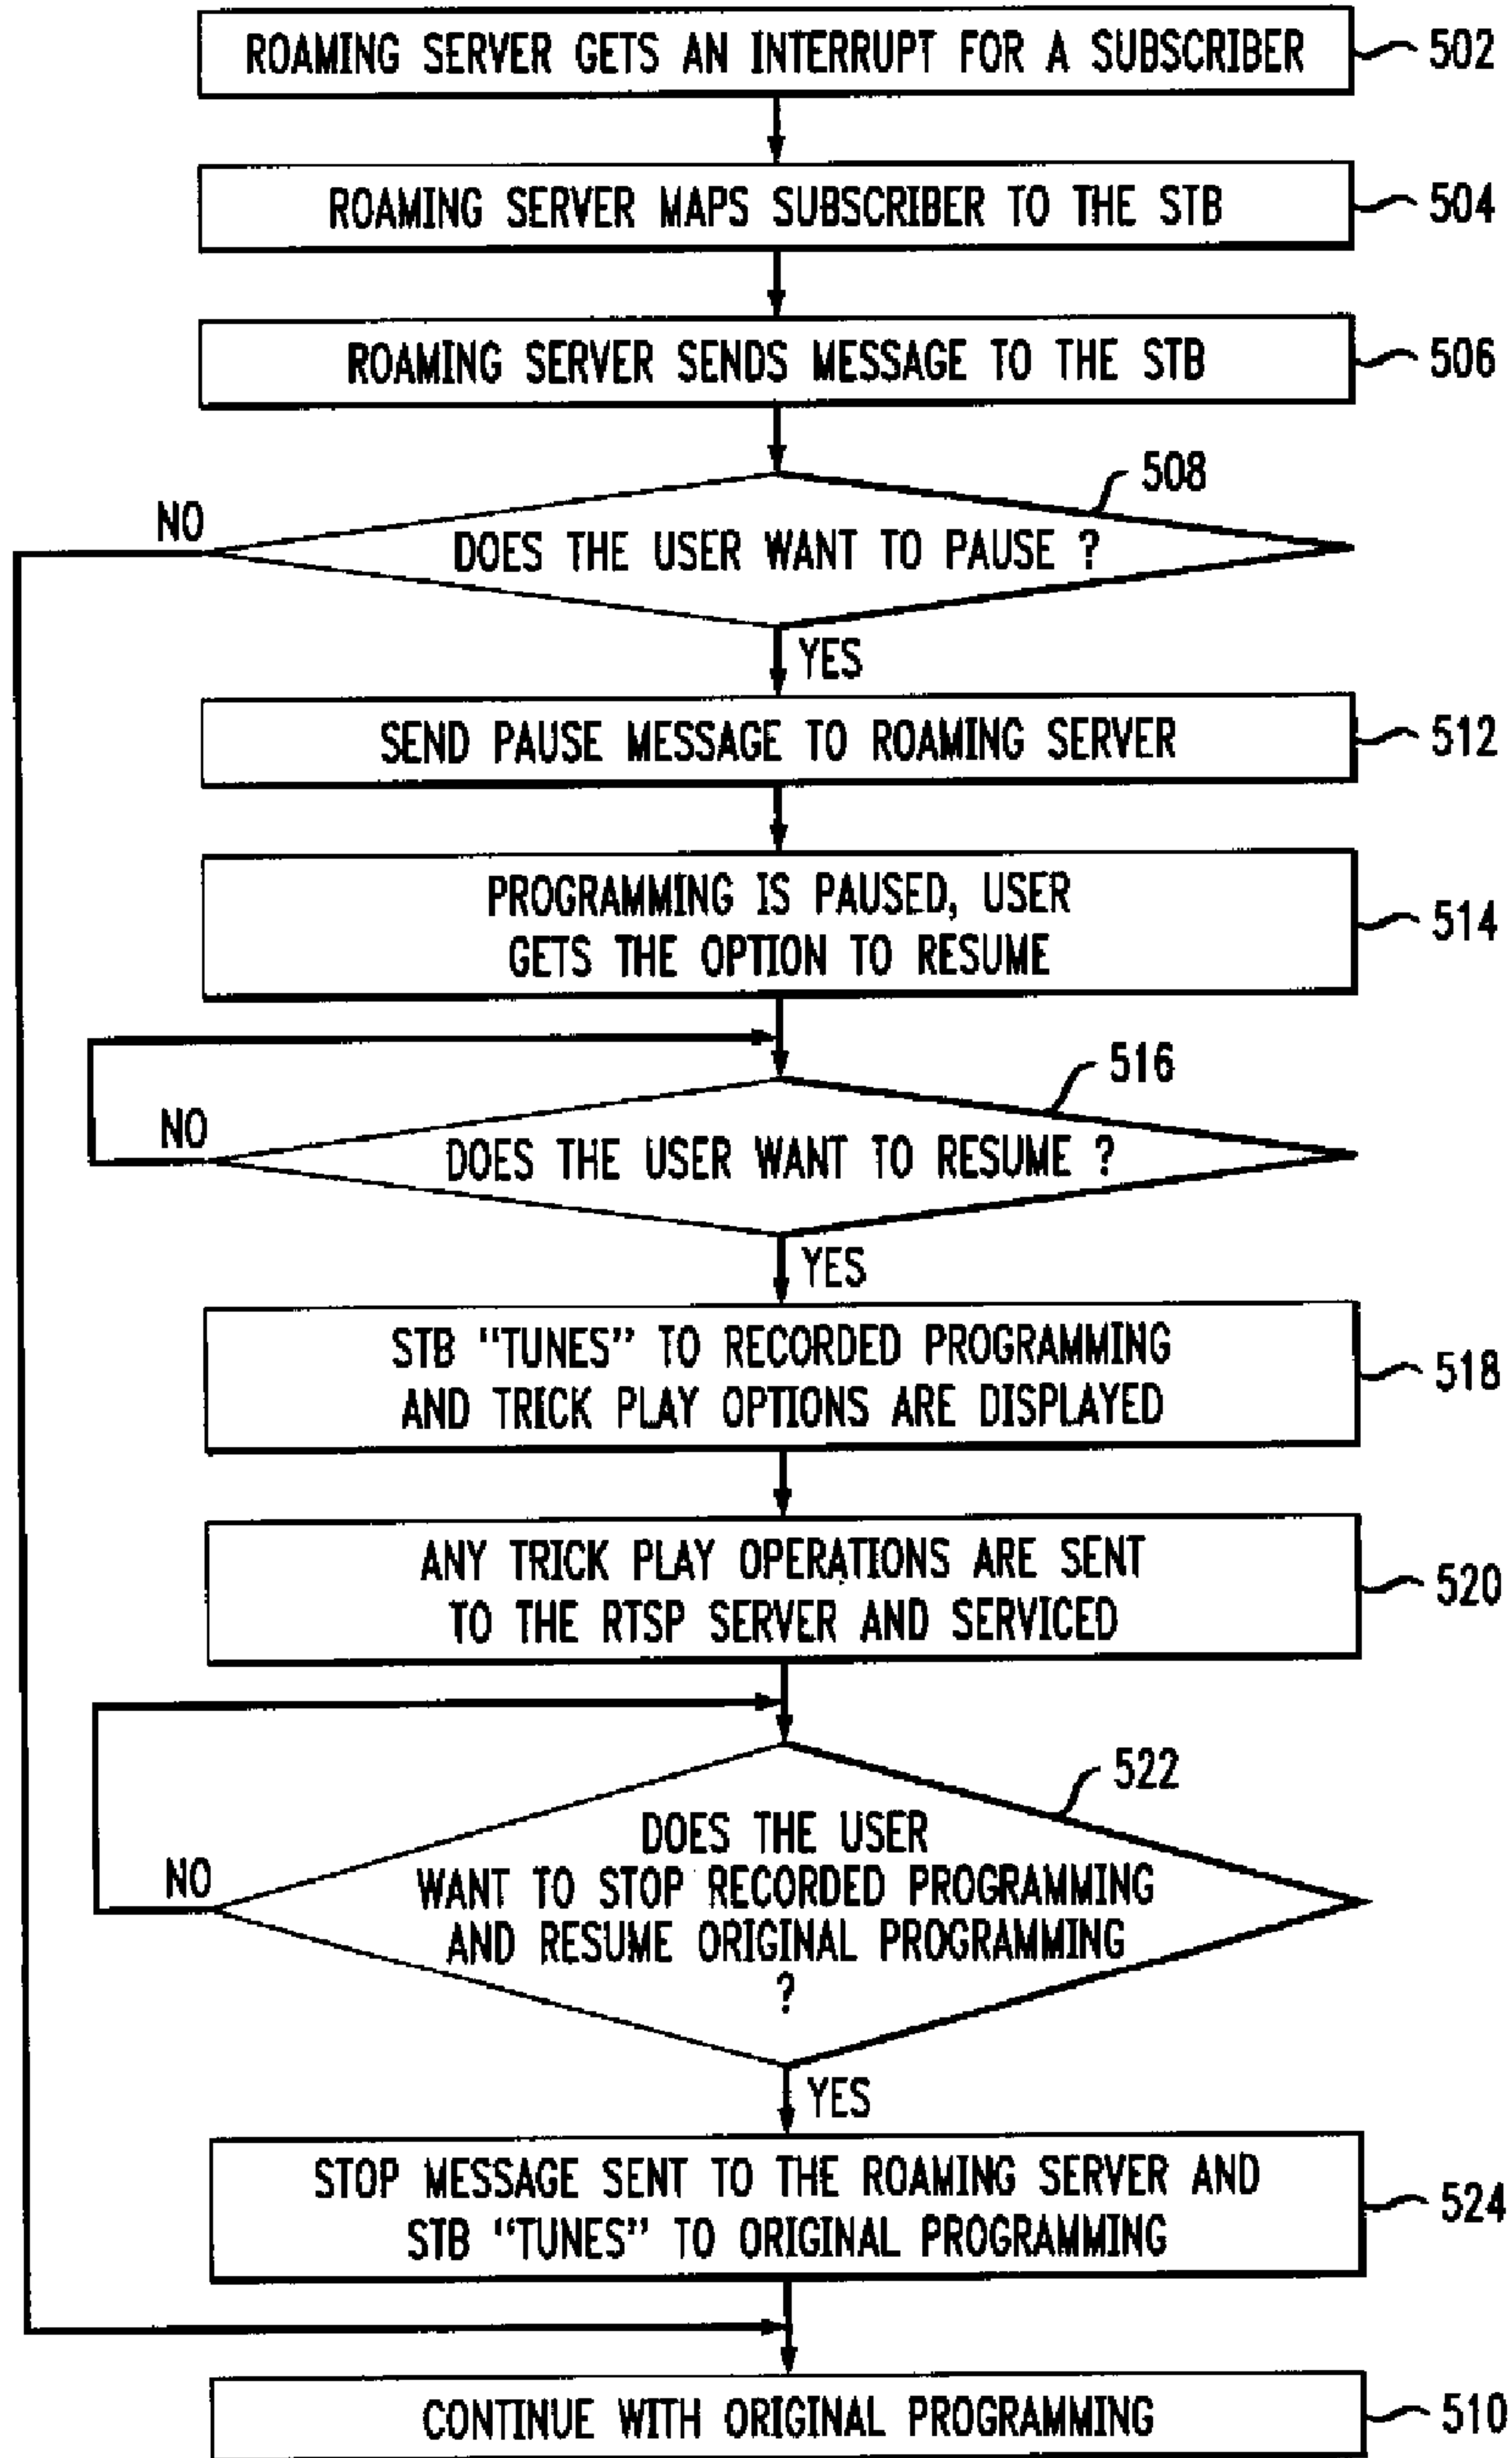 ROAMING SERVER GETS AN INTERRUPT FOR A SUBSCRIBER
502
ROAMING SERVER MAPS SUBSCRIBER TO THE STB
504
ROAMING SERVER SENDS MESSAGE TO THE STB
506
508
NO
DOES THE USER WANT TO PAUSE ?
YES
SEND PAUSE MESSAGE TO ROAMING SERVER
512
PROGRAMMING IS PAUSED, USER
GETS THE OPTION TO RESUME
514
516
NO
DOES THE USER WANT TO RESUME ?
YES
STB "TUNES" TO RECORDED PROGRAMMING
AND TRICK PLAY OPTIONS ARE DISPLAYED
518
ANY TRICK PLAY OPERATIONS ARE SENT
TO THE RTSP SERVER AND SERVICED
520
522
DOES THE USER
NO
WANT TO STOP RECORDED PROGRAMMING
AND RESUME ORIGINAL PROGRAMMING
?
YES
STOP MESSAGE SENT TO THE ROAMING SERVER AND
STB "TUNES" TO ORIGINAL PROGRAMMING
524
CONTINUE WITH ORIGINAL PROGRAMMING
510